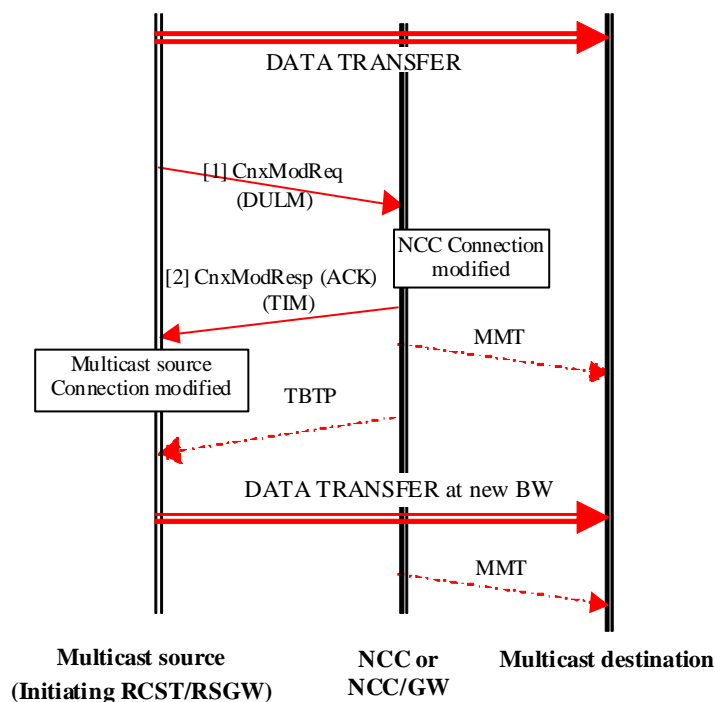 DATA TRANSFER
[1] CnxModReq
(DULM)
NCC Connection
modified
[2] CnxModResp (ACK)
(TIM)
MMT
Multicast source
Connection modified
TBTP
DATA TRANSFER at new BW
MMT
Multicast source
(Initiating RCST/RSGW)
NCC or
NCC/GW
Multicast destination